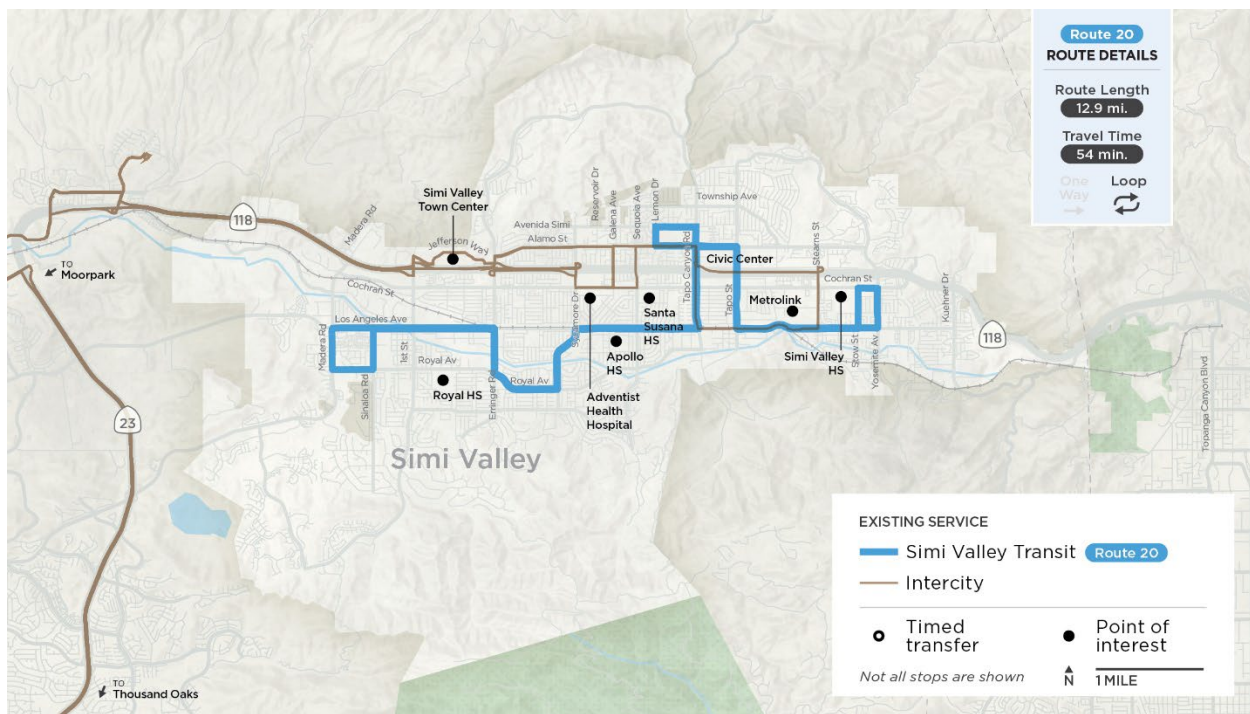 Route 20
ROUTE DETAILS
Route Length
12.9 mi.
Travel Time
54 min.
One
Way
Loop
Simi Valley
Town Center
Reservoir Dr
Galena Ave
Sequoia Ave
Lemon Dr
Township Ave
Madera Rd
118
Avenida Simi
Alamo St
Jefferson Way
Tapo Canyon Rd
Civic Center
Stearns St
TO
Moorpark
Cochran St
Cochran St
Kuehner Dr
Sycamore Dr
Tapo St
Metrolink
Santa
Susana
HS
Los Angeles Ave
Madera Rd
1st St
Royal Av
Apollo
HS
Simi Valley
HS
Stow St
Yosemite Av
118
Topanga Canyon Blvd
Sinaloa Rd
Royal HS
Erringer Rd
Royal Av
Adventist
Health
Hospital
23
Simi Valley
TO
Thousand Oaks
EXISTING SERVICE
Simi Valley Transit Route 20
Intercity
Timed
transfer
Point of
interest
Not all stops are shown
N
1 MILE